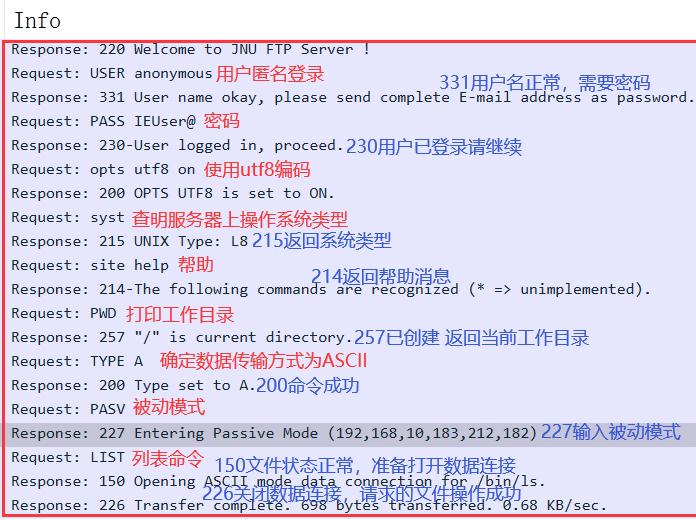 Info
Response: 220 Welcome to JNU FTP Server !
Request: USER anonymous 用户匿名登录
331用户名正常，需要密码
Response: 331 User name okay, please send complete E-mail address as password.
Request: PASS IEUser@ 密码
Response: 230-User logged in, proceed. 230用户已登录请继续
Request: opts utf8 on 使用utf8编码
Response: 200 OPTS UTF8 is set to ON.
Request: syst 查明服务器上操作系统类型
Response: 215 UNIX Type: L8 215返回系统类型
Request: site help 帮助
214返回帮助消息
Response: 214-The following commands are recognized (* => unimplemented).
Request: PWD 打印工作目录
Response: 257 "/" is current directory. 257已创建 返回当前工作目录
Request: TYPE A 确定数据传输方式为ASCII
Response: 200 Type set to A. 200命令成功
Request: PASV 被动模式
Response: 227 Entering Passive Mode (192,168,10,183,212,182) 227输入被动模式
Request: LIST 列表命令
150文件状态正常，准备打开数据连接
Response: 150 Opening ASCII mode data connection for /bin/ls.
226关闭数据连接，请求的文件操作成功
Response: 226 Transfer complete. 698 bytes transferred. 0.68 KB/sec.